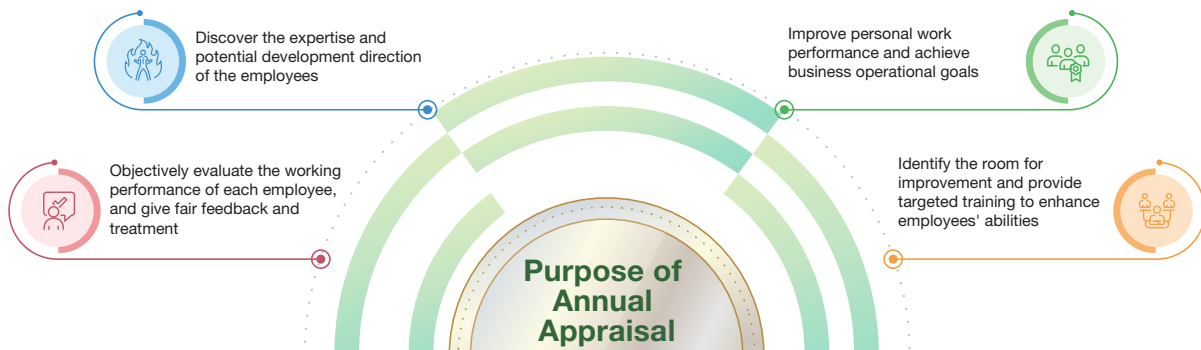 Discover the expertise and
potential development direction
of the employees
Improve personal work
performance and achieve
business operational goals
Objectively evaluate the working
performance of each employee,
and give fair feedback and
treatment
Identify the room for
improvement and provide
targeted training to enhance
employees' abilities
Purpose of
Annual
Appraisal